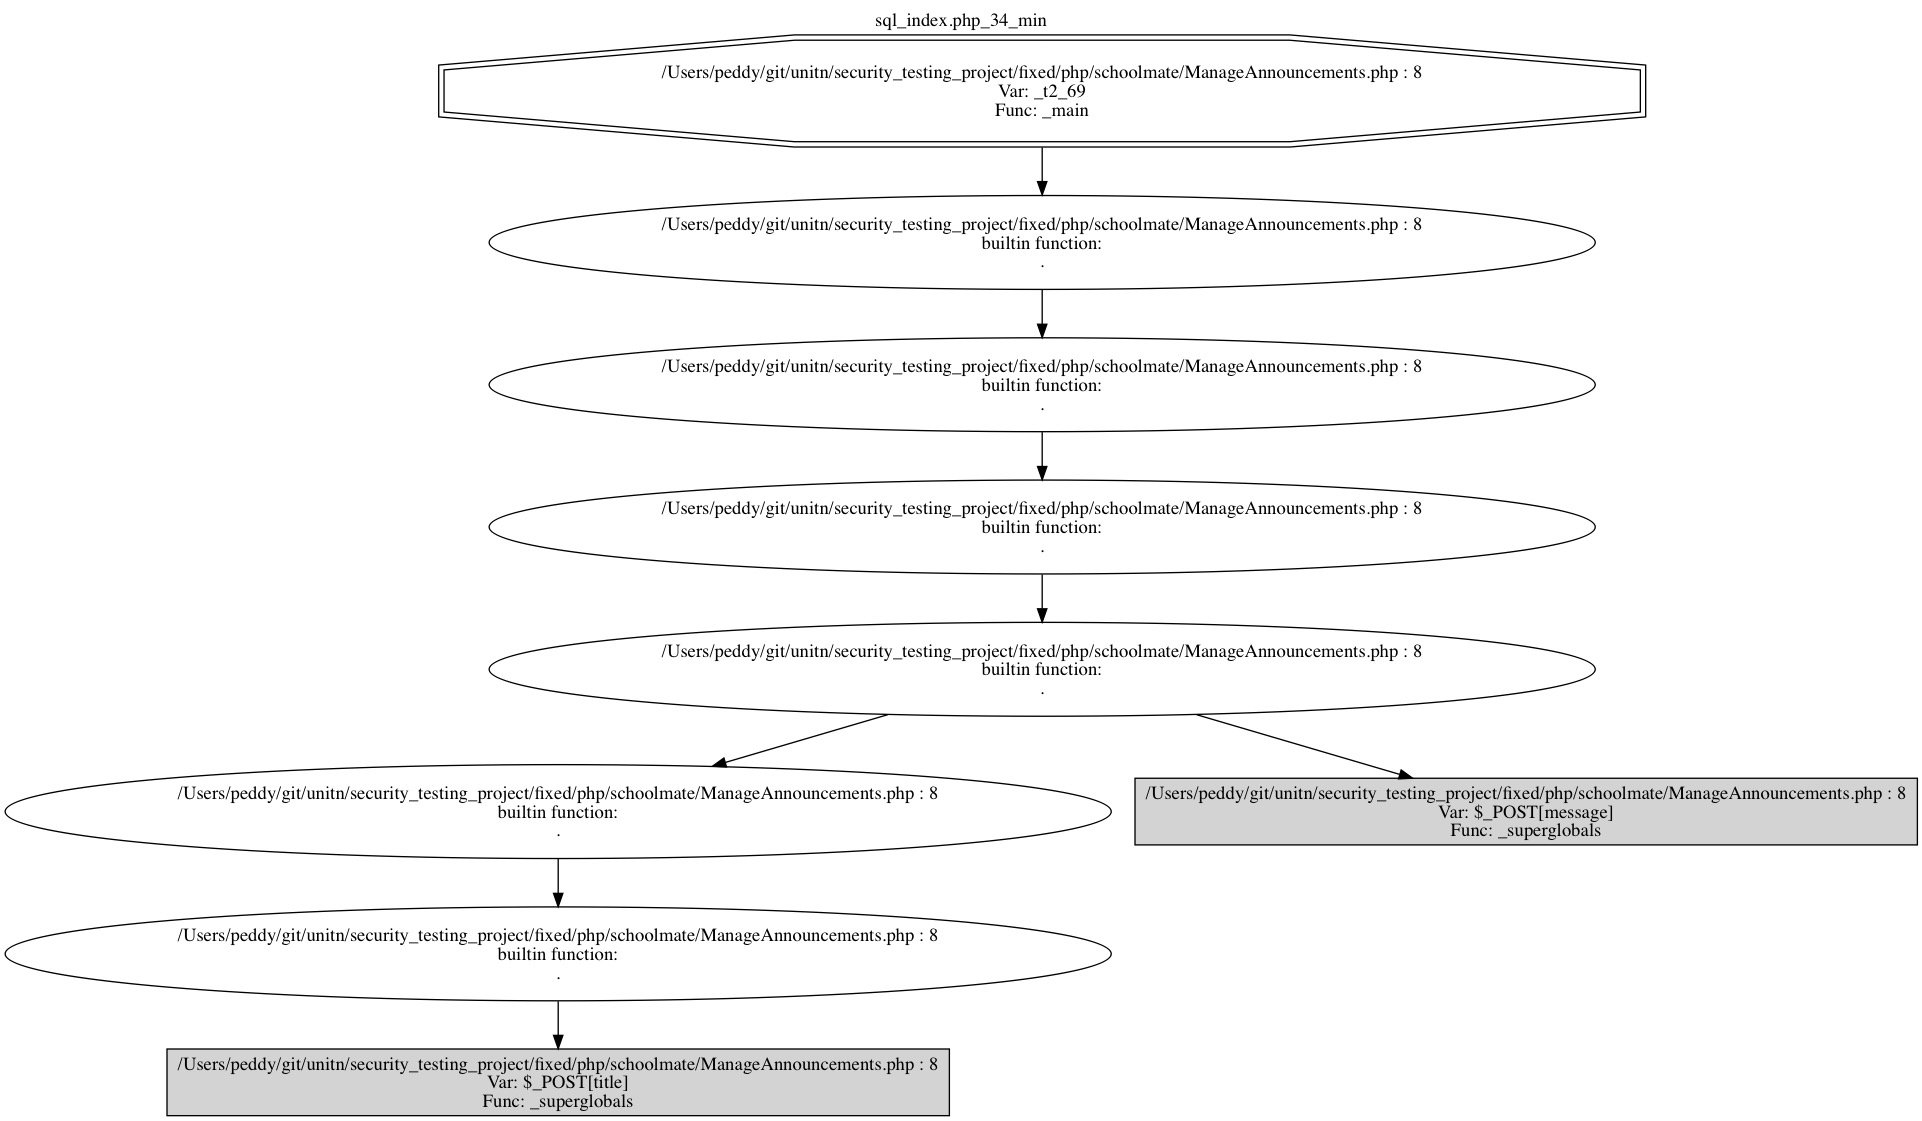 sql_index.php_34_min
/Users/peddy/git/unitn/security_testing_project/fixed/php/schoolmate/ManageAnnouncements.php : 8
Var: _t2_69
Func: _main
/Users/peddy/git/unitn/security_testing_project/fixed/php/schoolmate/ManageAnnouncements.php : 8
builtin function:
.
/Users/peddy/git/unitn/security_testing_project/fixed/php/schoolmate/ManageAnnouncements.php : 8
builtin function:
.
/Users/peddy/git/unitn/security_testing_project/fixed/php/schoolmate/ManageAnnouncements.php : 8
builtin function:
.
/Users/peddy/git/unitn/security_testing_project/fixed/php/schoolmate/ManageAnnouncements.php : 8
builtin function:
.
/Users/peddy/git/unitn/security_testing_project/fixed/php/schoolmate/ManageAnnouncements.php : 8
builtin function:
.
/Users/peddy/git/unitn/security_testing_project/fixed/php/schoolmate/ManageAnnouncements.php : 8
Var: $_POST[message]
Func: _superglobals
/Users/peddy/git/unitn/security_testing_project/fixed/php/schoolmate/ManageAnnouncements.php : 8
builtin function:
.
/Users/peddy/git/unitn/security_testing_project/fixed/php/schoolmate/ManageAnnouncements.php : 8
Var: $_POST[title]
Func: _superglobals